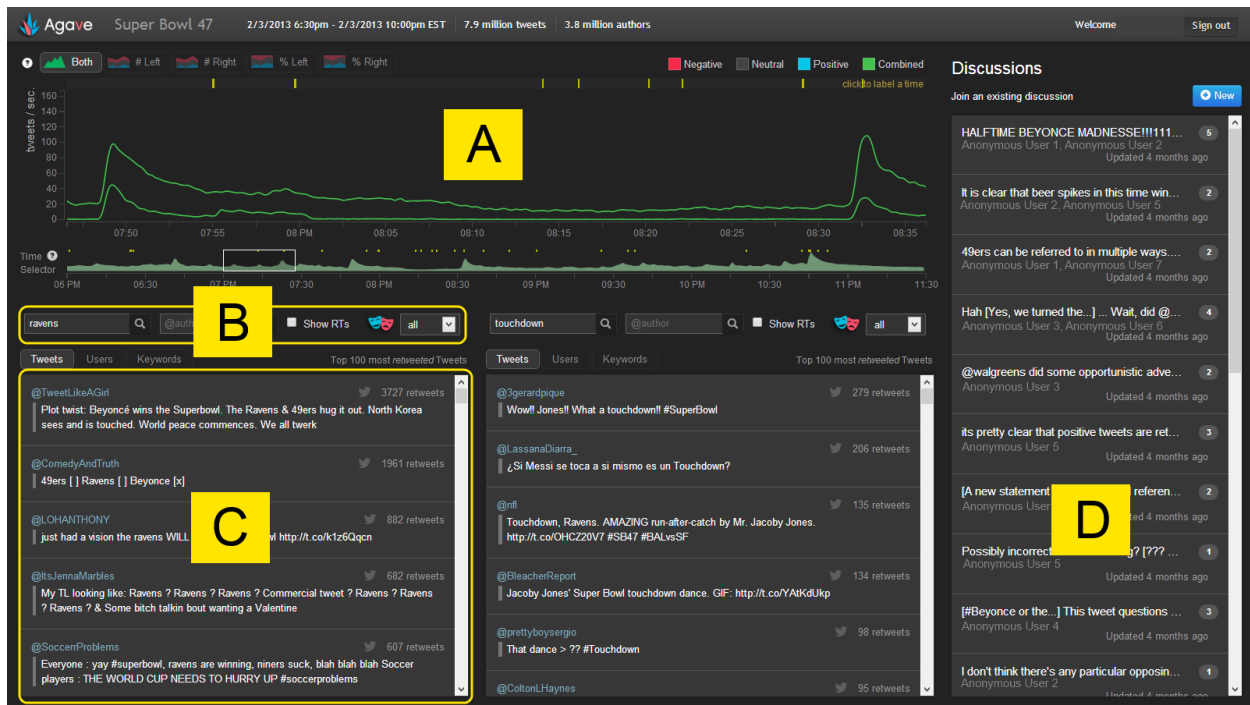 Agave Super Bowl 47 2/3/2013 6:30pm - 2/3/2013 10:00pm EST 7.9 million tweets 3.8 million authors Welcome Sign out
? Both # Left # Right % Left % Right Negative Neutral Positive Combined
click to label a time
tweets / sec.
160
140
120
100
80
60
40
20
0
A
07:50 07:55 08 PM 08:05 08:10 08:15 08:20 08:25 08:30 08:35
Time ?
Selector
06 PM 06:30 07 PM 07:30 08 PM 08:30 09 PM 09:30 10 PM 10:30 11 PM 11:30
B
ravens Show RTs all
touchdown @author Show RTs all
Tweets Users Keywords Top 100 most retweeted Tweets
@TweetLikeAGirl 3727 retweets
Plot twist: Beyoncé wins the Superbowl. The Ravens & 49ers hug it out. North Korea
sees and is touched. World peace commences. We all twerk
@ComedyAndTruth 1961 retweets
49ers [ ] Ravens [ ] Beyonce [x]
C
@LOHANTHONY 882 retweets
just had a vision the ravens WILL http://t.co/k1z6Qqcn
@ItsJennaMarbles 682 retweets
My TL looking like: Ravens ? Ravens ? Ravens ? Commercial tweet ? Ravens ? Ravens
? Ravens ? & Some bitch talkin bout wanting a Valentine
@SoccerrProblems 607 retweets
Everyone : yay #superbowl, ravens are winning, niners suck, blah blah blah Soccer
players : THE WORLD CUP NEEDS TO HURRY UP #soccerproblems
Tweets Users Keywords Top 100 most retweeted Tweets
@3gerardpique 279 retweets
Wow!! Jones!! What a touchdown!! #SuperBowl
@LassanaDiarra_ 206 retweets
¿Si Messi se toca a si mismo es un Touchdown?
@nfl 135 retweets
Touchdown, Ravens. AMAZING run-after-catch by Mr. Jacoby Jones.
http://t.co/OHCZ20V7 #SB47 #BALvsSF
@BleacherReport 134 retweets
Jacoby Jones' Super Bowl touchdown dance. GIF: http://t.co/YAtKdUkp
@prettyboysergio 98 retweets
That dance > ?? #Touchdown
@ColtonLHaynes 95 retweets
Discussions
Join an existing discussion New
HALFTIME BEYONCE MADNESSE!!!111... 5
Anonymous User 1, Anonymous User 2
Updated 4 months ago
It is clear that beer spikes in this time win... 2
Anonymous User 2, Anonymous User 5
Updated 4 months ago
49ers can be referred to in multiple ways.... 2
Anonymous User 1, Anonymous User 7
Updated 4 months ago
Hah [Yes, we turned the...] ... Wait, did @... 4
Anonymous User 3, Anonymous User 6
Updated 4 months ago
@walgreens did some opportunistic adve... 2
Anonymous User 3
Updated 4 months ago
its pretty clear that positive tweets are ret... 3
Anonymous User 5
Updated 4 months ago
[A new statement referen... 2
Anonymous User
Updated 4 months ago
D
Possibly incorrect [??? ... 1
Anonymous User 5
Updated 4 months ago
[#Beyonce or the...] This tweet questions ... 3
Anonymous User 4
Updated 4 months ago
I don't think there's any particular opposin... 1
Anonymous User 2
Updated 4 months ago